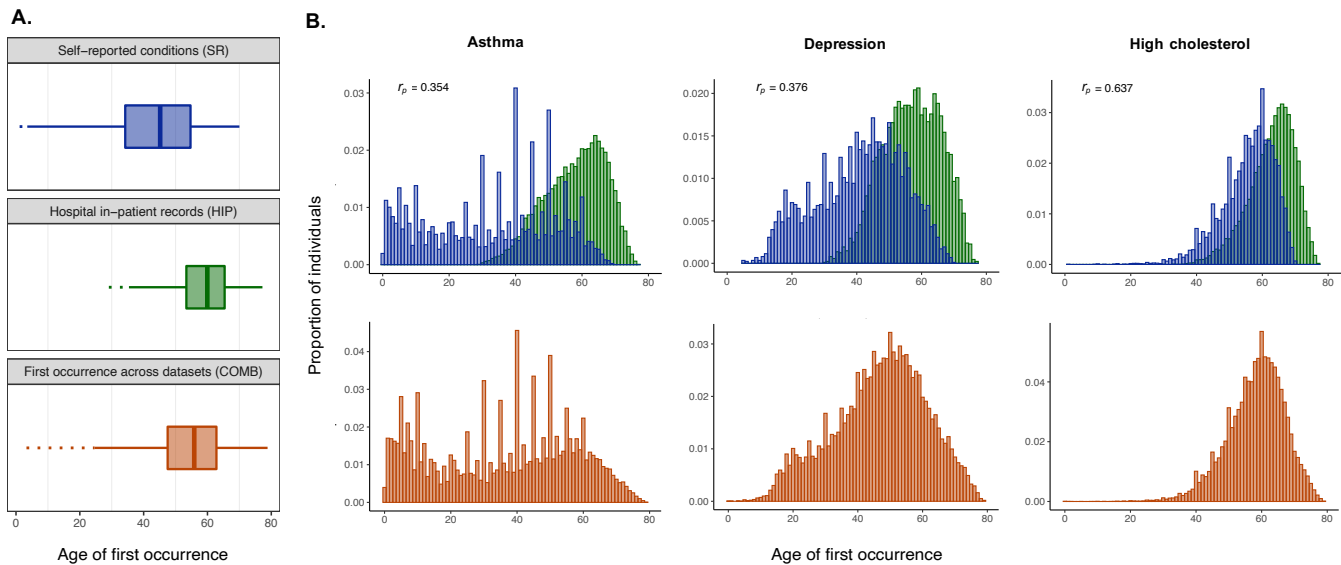 A.
Self-reported conditions (SR)
Hospital in-patient records (HIP)
First occurrence across datasets (COMB)
0 20 40 60 80
Age of first occurrence
B.
Asthma
Depression
High cholesterol
Proportion of individuals
rp = 0.354
0.03
0.02
0.01
0.00
0 20 40 60 80
rp = 0.376
0.020
0.015
0.010
0.005
0.000
0 20 40 60 80
rp = 0.637
0.03
0.02
0.01
0.00
0 20 40 60 80
0.04
0.03
0.02
0.01
0.00
0 20 40 60 80
0.03
0.02
0.01
0.00
0 20 40 60 80
0.04
0.02
0.00
0 20 40 60 80
Age of first occurrence